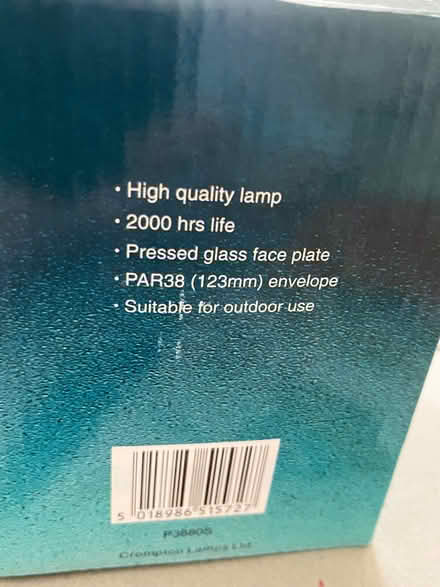 • High quality lamp
• 2000 hrs life
• Pressed glass face plate
• PAR38 (123mm) envelope
• Suitable for outdoor use
5 018986 515727
P3880S
Crompton Lamps Ltd